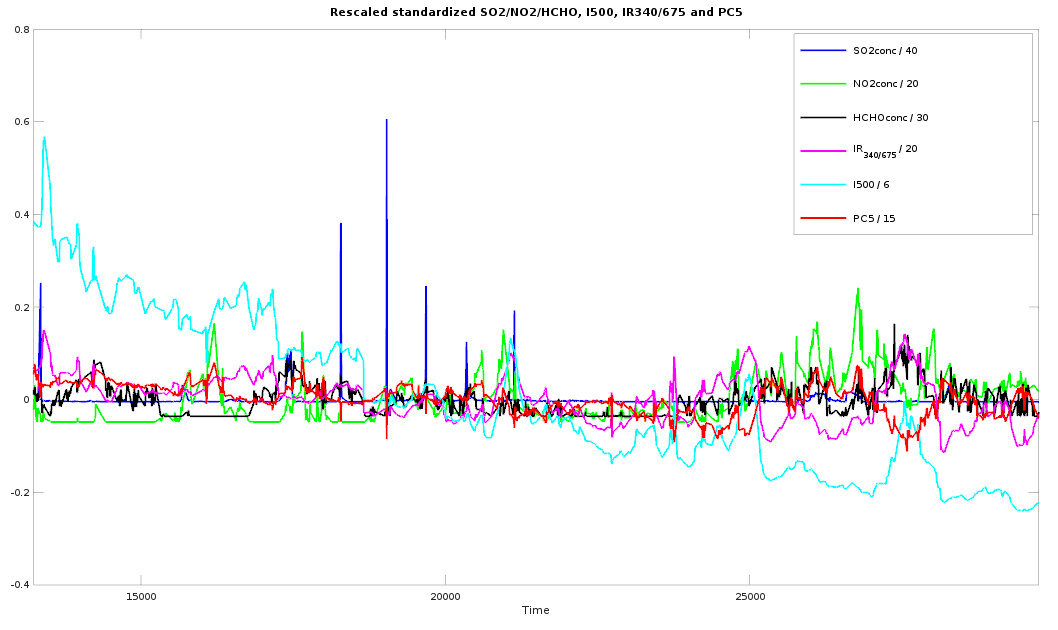 Rescaled standardized SO2/NO2/HCHO, I500, IR340/675 and PC5
0.8
0.6
0.4
0.2
0
-0.2
-0.4
15000
20000
25000
Time
SO2conc / 40
NO2conc / 20
HCHOconc / 30
IR340/675 / 20
I500 / 6
PC5 / 15